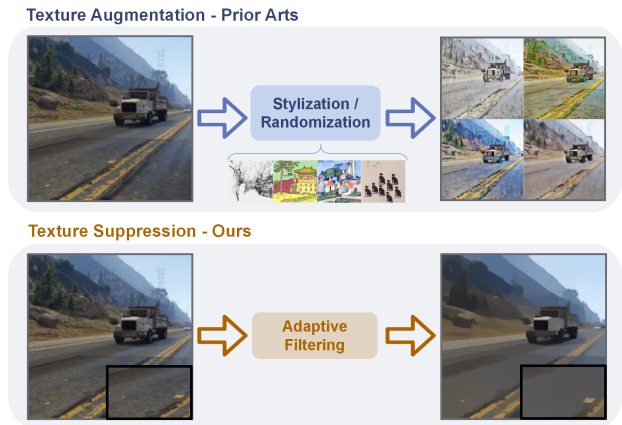 Texture Augmentation - Prior Arts
Stylization /
Randomization
Texture Suppression - Ours
Adaptive
Filtering